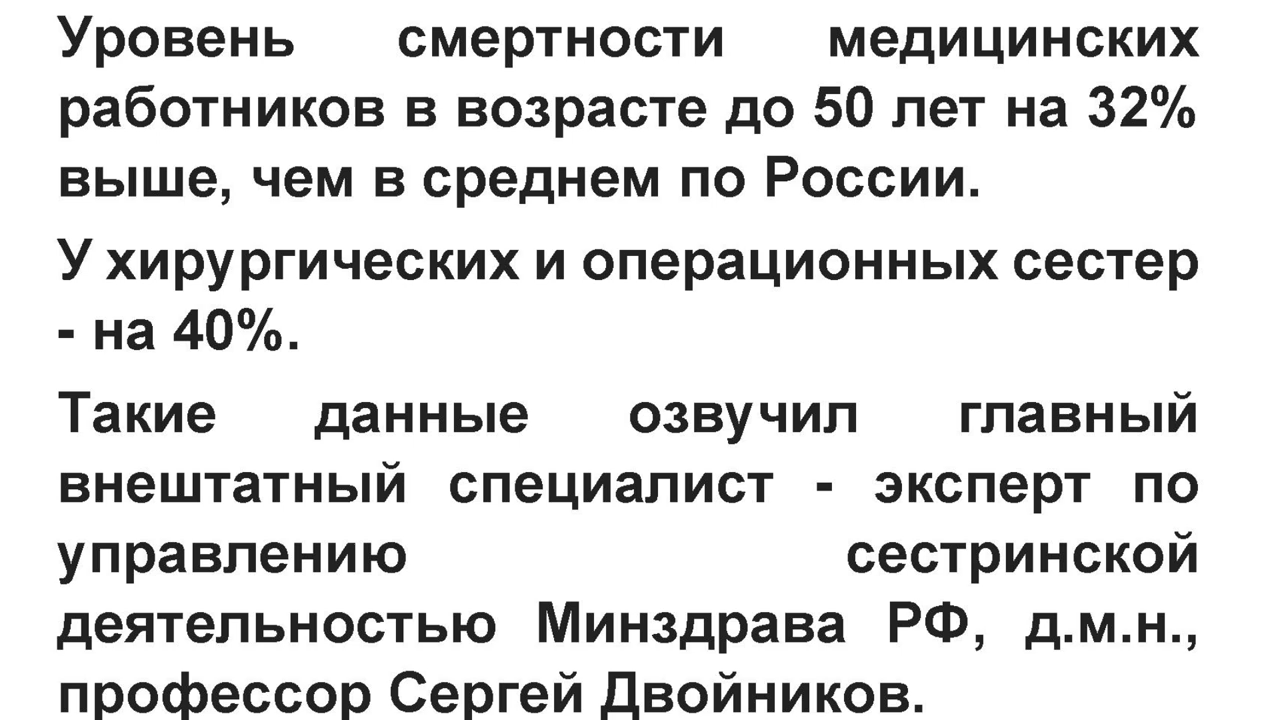 Уровень смертности медицинских
работников в возрасте до 50 лет на 32%
выше, чем в среднем по России.
У хирургических и операционных сестер
- на 40%.
Такие данные озвучил главный
внештатный специалист - эксперт по
управлению сестринской
деятельностью Минздрава РФ, д.м.н.,
профессор Сергей Двойников.